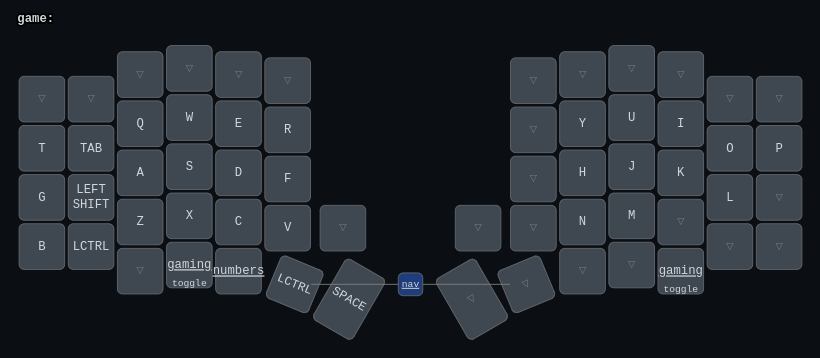 game:
▽ ▽ ▽ ▽ ▽ ▽ ▽ ▽ ▽ ▽ ▽ ▽
T TAB Q W E R ▽ Y U I O P
G LEFT SHIFT A S D F ▽ H J K L ▽
B LCTRL Z X C V ▽ ▽ ▽ N M ▽ ▽ ▽
▽ gaming toggle numbers LCTRL SPACE nav ◁ ◁ ▽ ▽ gaming toggle